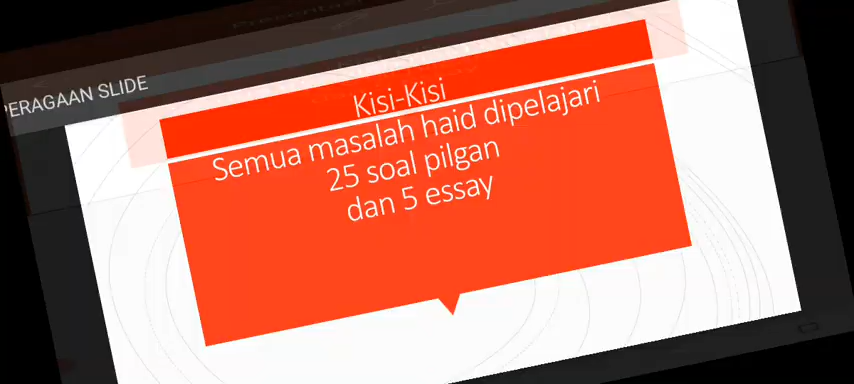 PERAGAAN SLIDE
Kisi-Kisi
Semua masalah haid dipelajari
25 soal pilgan
dan 5 essay